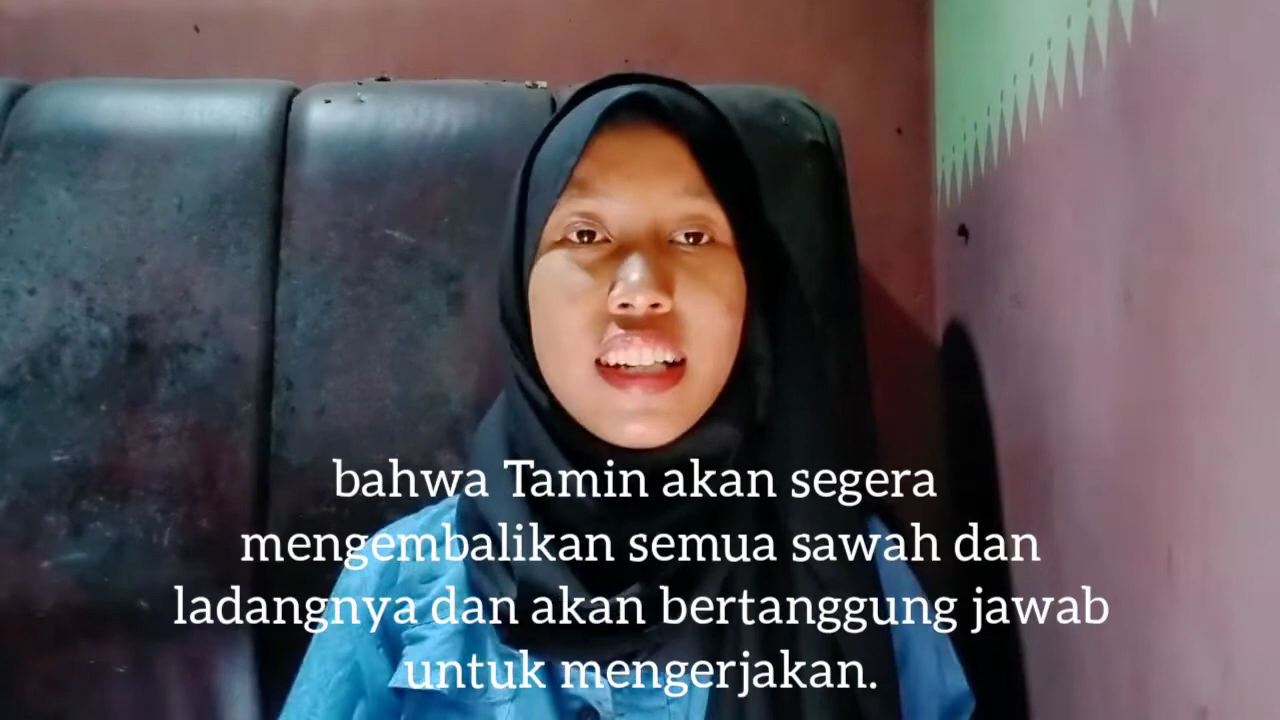 bahwa Tamin akan segera
mengembalikan semua sawah dan
ladangnya dan akan bertanggung jawab
untuk mengerjakan.